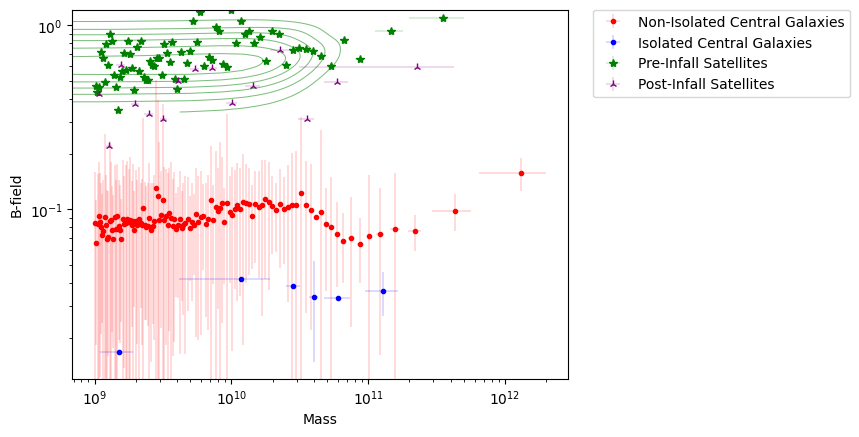 10⁰
10⁻¹
B-field
10⁹ 10¹⁰ 10¹¹ 10¹²
Mass
Non-Isolated Central Galaxies
Isolated Central Galaxies
Pre-Infall Satellites
Post-Infall Satellites